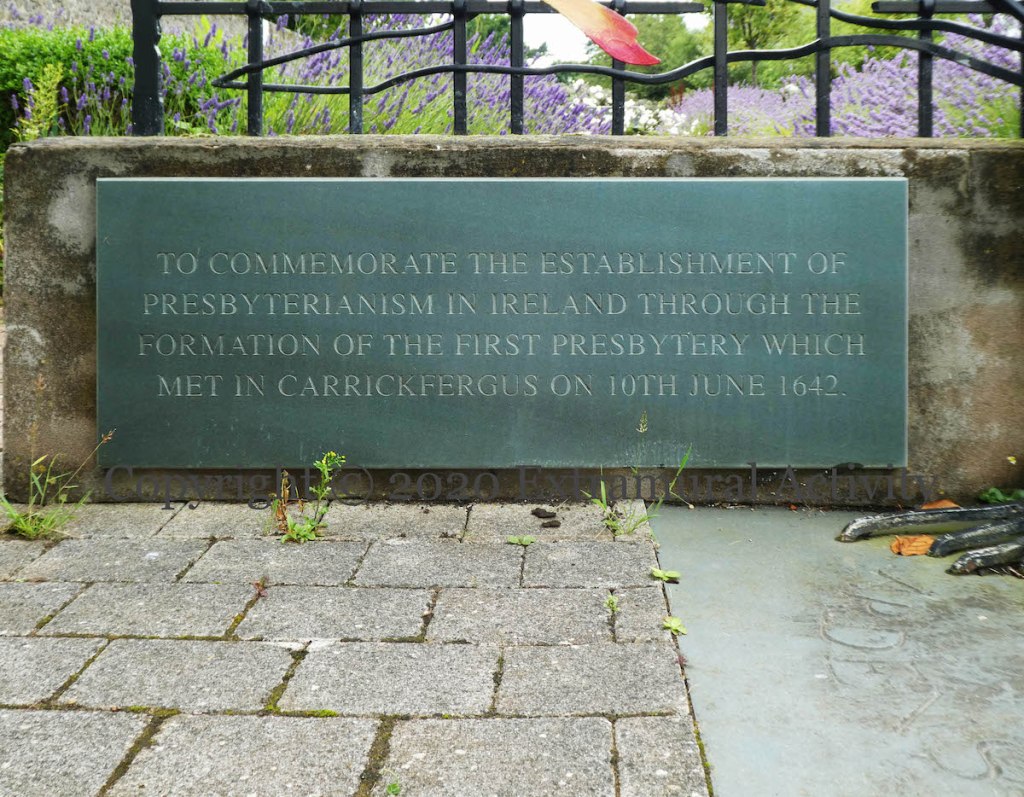 TO COMMEMORATE THE ESTABLISHMENT OF
PRESBYTERIANISM IN IRELAND THROUGH THE
FORMATION OF THE FIRST PRESBYTERY WHICH
MET IN CARRICKFERGUS ON 10TH JUNE 1642.
Copyright © 2020 Extramural Activity